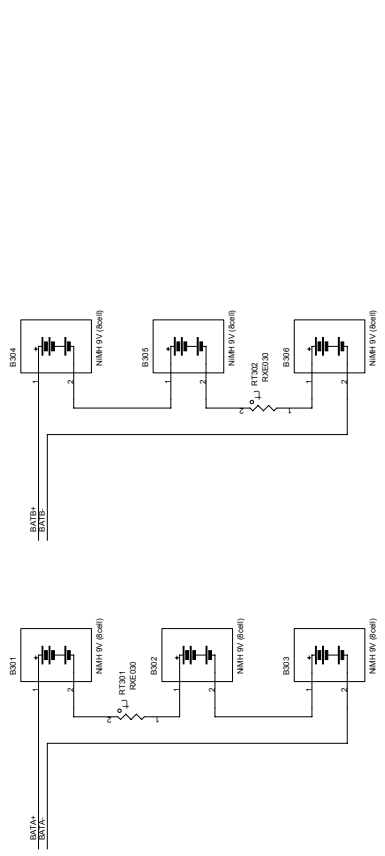 B304
+
1
2
NIMH 9V (8cell)
B305
+
1
2
NIMH 9V (8cell)
RT302
RXE030
t
2
1
B306
+
1
2
NIMH 9V (8cell)
BATB+
BATB-
B301
+
1
2
NIMH 9V (8cell)
RT301
RXE030
t
2
1
B302
+
1
2
NIMH 9V (8cell)
B303
+
1
2
NIMH 9V (8cell)
BATA+
BATA-